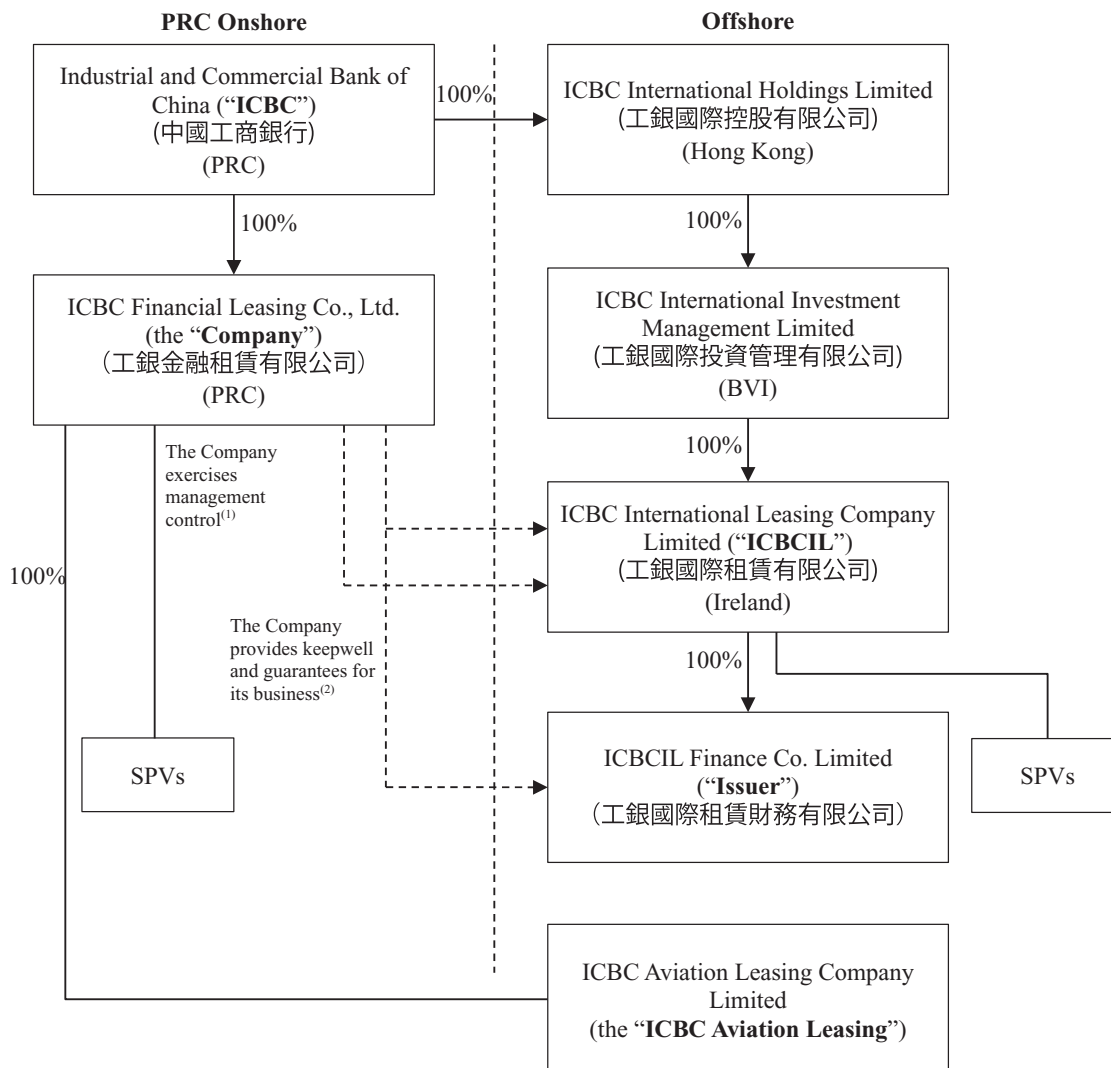 PRC Onshore
Offshore
Industrial and Commercial Bank of
China (“ICBC”)
(中國工商銀行)
(PRC)
100%
ICBC International Holdings Limited
(工銀國際控股有限公司)
(Hong Kong)
100%
100%
ICBC Financial Leasing Co., Ltd.
(the “Company”)
（工銀金融租賃有限公司）
(PRC)
ICBC International Investment
Management Limited
(工銀國際投資管理有限公司)
(BVI)
The Company
exercises
management
control(1)
100%
100%
ICBC International Leasing Company
Limited (“ICBCIL”)
(工銀國際租賃有限公司)
(Ireland)
The Company
provides keepwell
and guarantees for
its business(2)
100%
SPVs
ICBCIL Finance Co. Limited
(“Issuer”)
（工銀國際租賃財務有限公司）
SPVs
ICBC Aviation Leasing Company
Limited
(the “ICBC Aviation Leasing”)